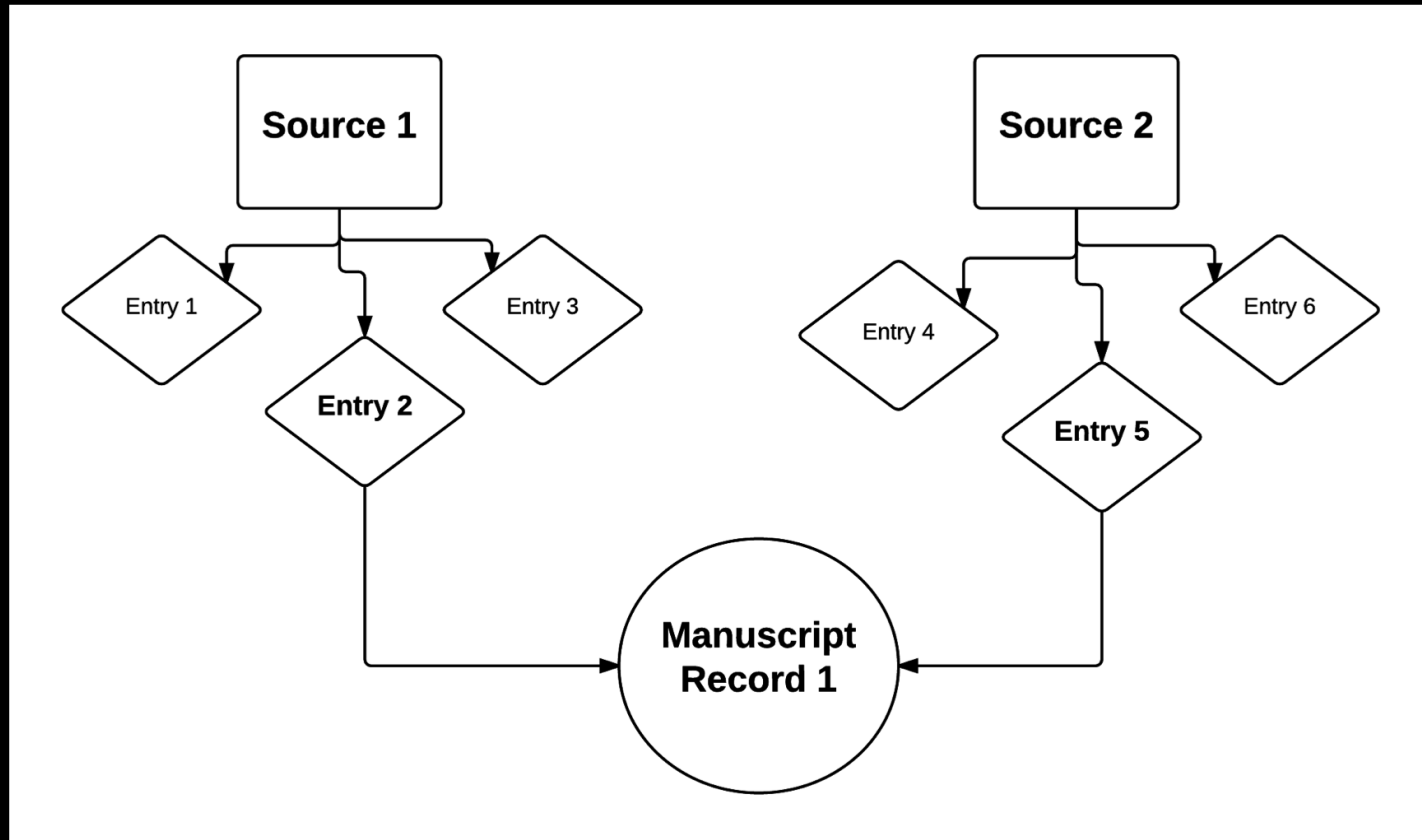 Source 1
Source 2
Entry 1
Entry 3
Entry 2
Entry 4
Entry 6
Entry 5
Manuscript
Record 1